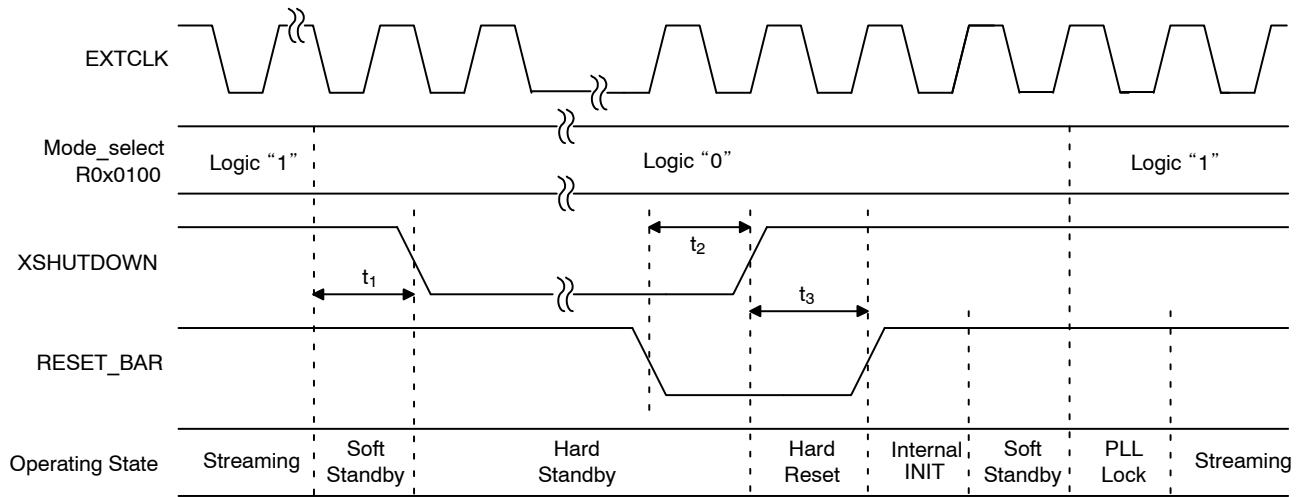 EXTCLK
Mode_select
R0x0100
Logic “1”
Logic “0”
Logic “1”
XSHUTDOWN
t1
t2
t3
RESET_BAR
Operating State
Streaming
Soft
Standby
Hard
Standby
Hard
Reset
Internal
INIT
Soft
Standby
PLL
Lock
Streaming